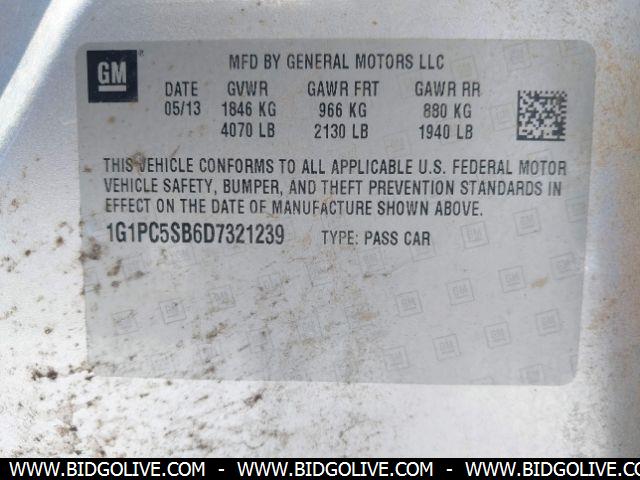 GM
MFD BY GENERAL MOTORS LLC
DATE GVWR GAWR FRT GAWR RR
05/13 1846 KG 966 KG 880 KG
4070 LB 2130 LB 1940 LB
THIS VEHICLE CONFORMS TO ALL APPLICABLE U.S. FEDERAL MOTOR
VEHICLE SAFETY, BUMPER, AND THEFT PREVENTION STANDARDS IN
EFFECT ON THE DATE OF MANUFACTURE SHOWN ABOVE.
1G1PC5SB6D7321239 TYPE: PASS CAR
WWW.BIDGOLIVE.COM - WWW.BIDGOLIVE.COM - WWW.BIDGOLIVE.COM